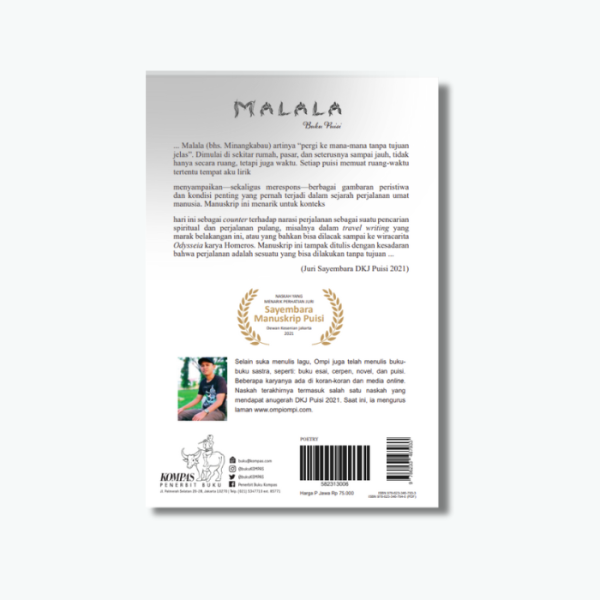 MALALA
Buku Puisi
... Malala (bhs. Minangkabau) artinya “pergi ke mana-mana tanpa tujuan
jelas”. Dimulai di sekitar rumah, pasar, dan seterusnya sampai jauh, tidak
hanya secara ruang, tetapi juga waktu. Setiap puisi memuat ruang-waktu
tertentu tempat aku lirik
menyampaikan—sekaligus merespons—berbagai gambaran peristiwa
dan kondisi penting yang pernah terjadi dalam sejarah perjalanan umat
manusia. Manuskrip ini menarik untuk konteks
hari ini sebagai counter terhadap narasi perjalanan sebagai suatu pencarian
spiritual dan perjalanan pulang, misalnya dalam travel writing yang
marak belakangan ini, atau yang bahkan bisa dilacak sampai ke wiracarita
Odysseia karya Homeros. Manuskrip ini tampak ditulis dengan kesadaran
bahwa perjalanan adalah sesuatu yang bisa dilakukan tanpa tujuan ...
(Juri Sayembara DKJ Puisi 2021)
NASKAH YANG
MENARIK PERHATIAN JURI
Sayembara
Manuskrip Puisi
Dewan Kesenian Jakarta
2021
Selain suka menulis lagu, Ompi juga telah menulis buku-
buku sastra, seperti: buku esai, cerpen, novel, dan puisi.
Beberapa karyanya ada di koran-koran dan media online.
Naskah terakhirnya termasuk salah satu naskah yang
mendapat anugerah DKJ Puisi 2021. Saat ini, ia mengurus
laman www.ompiompi.com.
KOMPAS
PENERBIT BUKU
buku@kompas.com
Penerbit Buku Kompas
POETRY
582313008
Harga P Jawa Rp 75.000